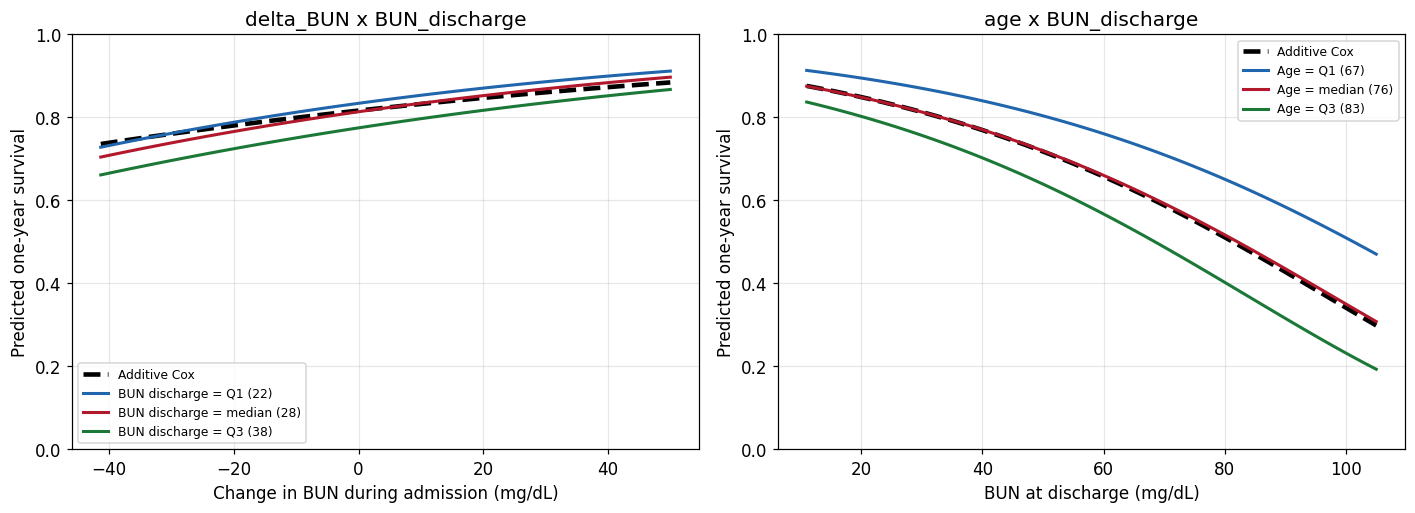 delta_BUN x BUN_discharge
Predicted one-year survival
1.0
0.8
0.6
0.4
0.2
0.0
Additive Cox
BUN discharge = Q1 (22)
BUN discharge = median (28)
BUN discharge = Q3 (38)
−40
−20
0
20
40
Change in BUN during admission (mg/dL)
age x BUN_discharge
Predicted one-year survival
1.0
0.8
0.6
0.4
0.2
0.0
Additive Cox
Age = Q1 (67)
Age = median (76)
Age = Q3 (83)
20
40
60
80
100
BUN at discharge (mg/dL)